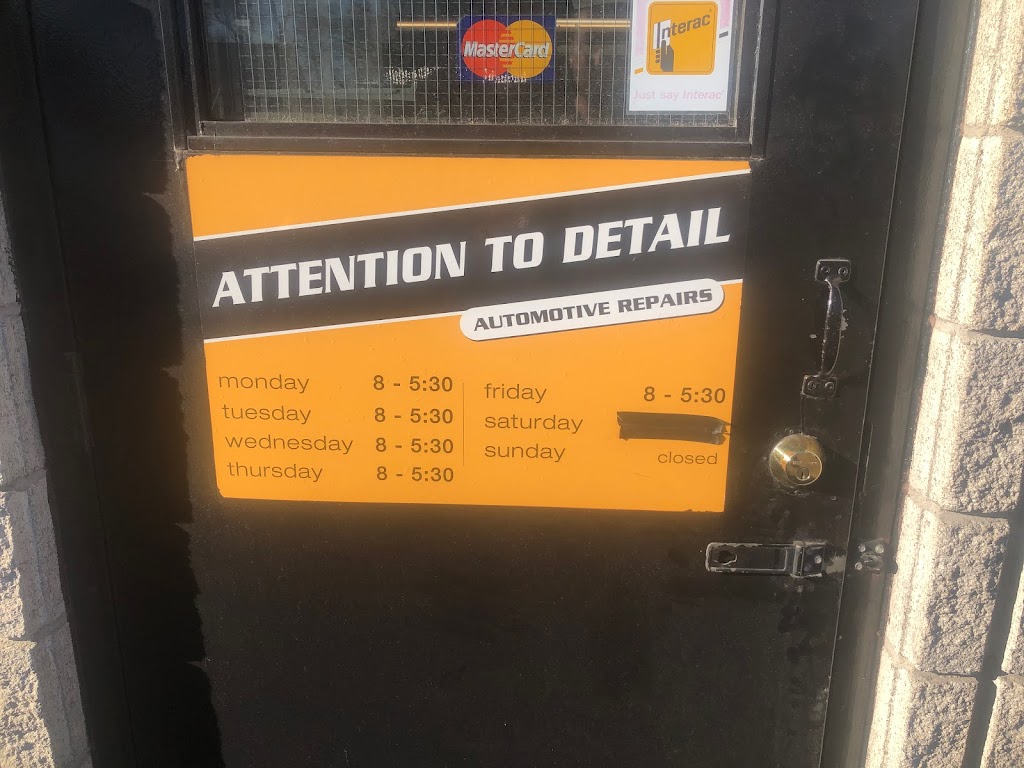 MasterCard
Interac
Just say Interac
ATTENTION TO DETAIL
AUTOMOTIVE REPAIRS
monday 8 - 5:30
tuesday 8 - 5:30
wednesday 8 - 5:30
thursday 8 - 5:30
friday 8 - 5:30
saturday
sunday closed